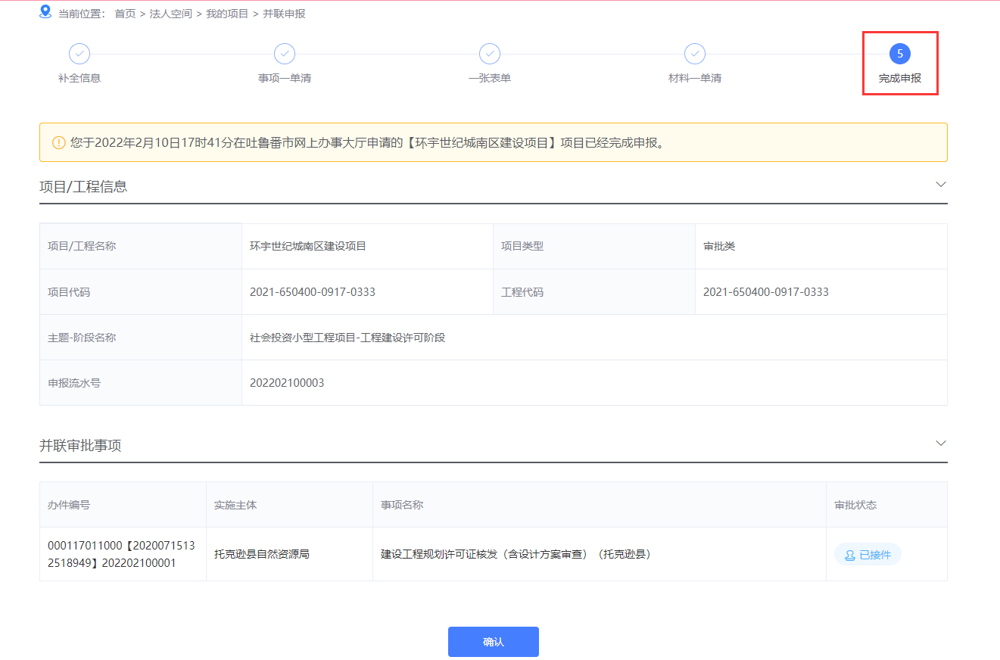 当前位置： 首页 > 法人空间 > 我的项目 > 并联申报
5
补全信息 事项一单清 一张表单 材料一单清 完成申报
您于2022年2月10日17时41分在吐鲁番市网上办事大厅申请的【环宇世纪城南区建设项目】项目已经完成申报。
项目/工程信息
项目/工程名称 环宇世纪城南区建设项目 项目类型 审批类
项目代码 2021-650400-0917-0333 工程代码 2021-650400-0917-0333
主题-阶段名称 社会投资小型工程项目-工程建设许可阶段
申报流水号 202202100003
并联审批事项
办件编号 实施主体 事项名称 审批状态
000117011000【2020071513
2518949】202202100001
托克逊县自然资源局 建设工程规划许可证核发（含设计方案审查）（托克逊县） 已接件
确认